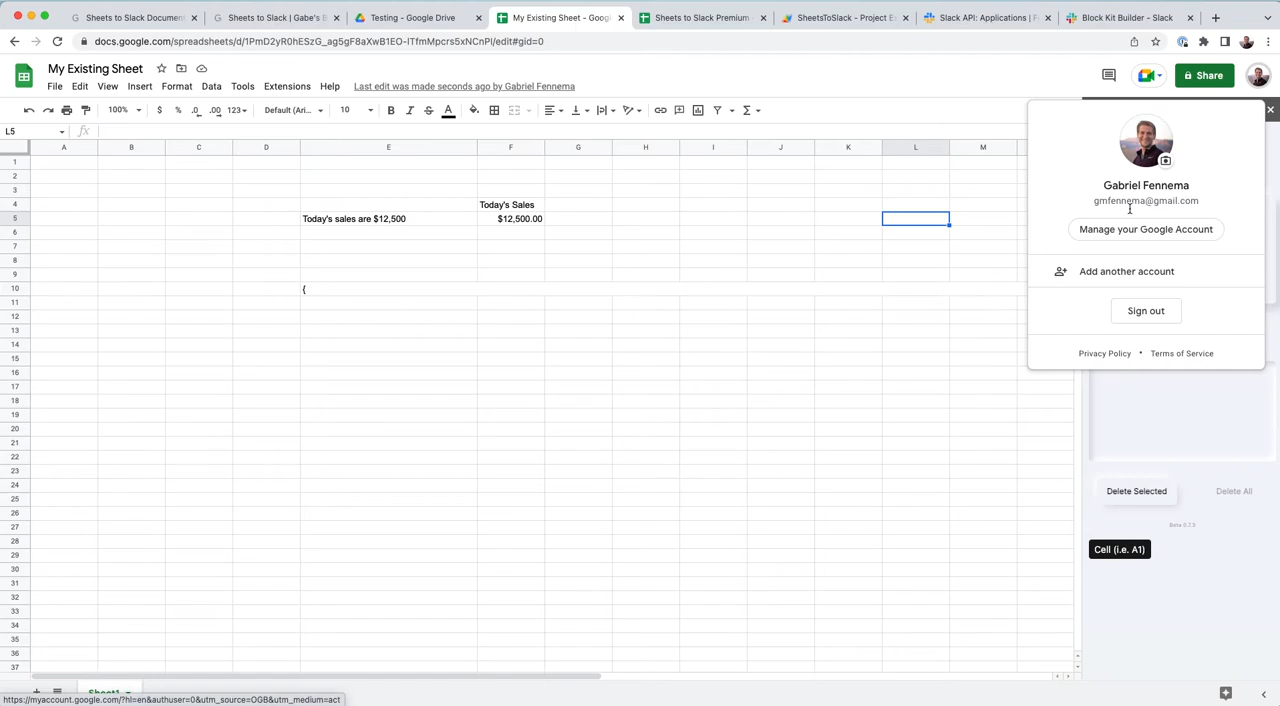 Sheets to Slack Document
Sheets to Slack | Gabe's B
Testing - Google Drive
My Existing Sheet - Goog
Sheets to Slack Premium -
SheetsToSlack - Project E
Slack API: Applications |
Block Kit Builder - Slack
docs.google.com/spreadsheets/d/1PmD2yR0hESzG_ag5gF8aXwB1EO-ITfmMpcrs5xNCnPI/edit#gid=0
My Existing Sheet
File Edit View Insert Format Data Tools Extensions Help Last edit was made seconds ago by Gabriel Fennema
Share
100% $ % .0 .00 123 Default (Ari... 10 B I S A
L5 fx
A B C D E F G H I J K L M
1
2
3
4 Today's Sales
5 Today's sales are $12,500 $12,500.00
6
7
8
9
10 {
11
12
13
14
15
16
17
18
19
20
21
22
23
24
25
26
27
28
29
30
31
32
33
34
35
36
37
Gabriel Fennema
gmfennema@gmail.com
Manage your Google Account
Add another account
Sign out
Privacy Policy • Terms of Service
Delete Selected Delete All
Beta 0.7.5
Cell (i.e. A1)
Sheet1
https://myaccount.google.com/?hl=en&authuser=0&utm_source=OGB&utm_medium=act